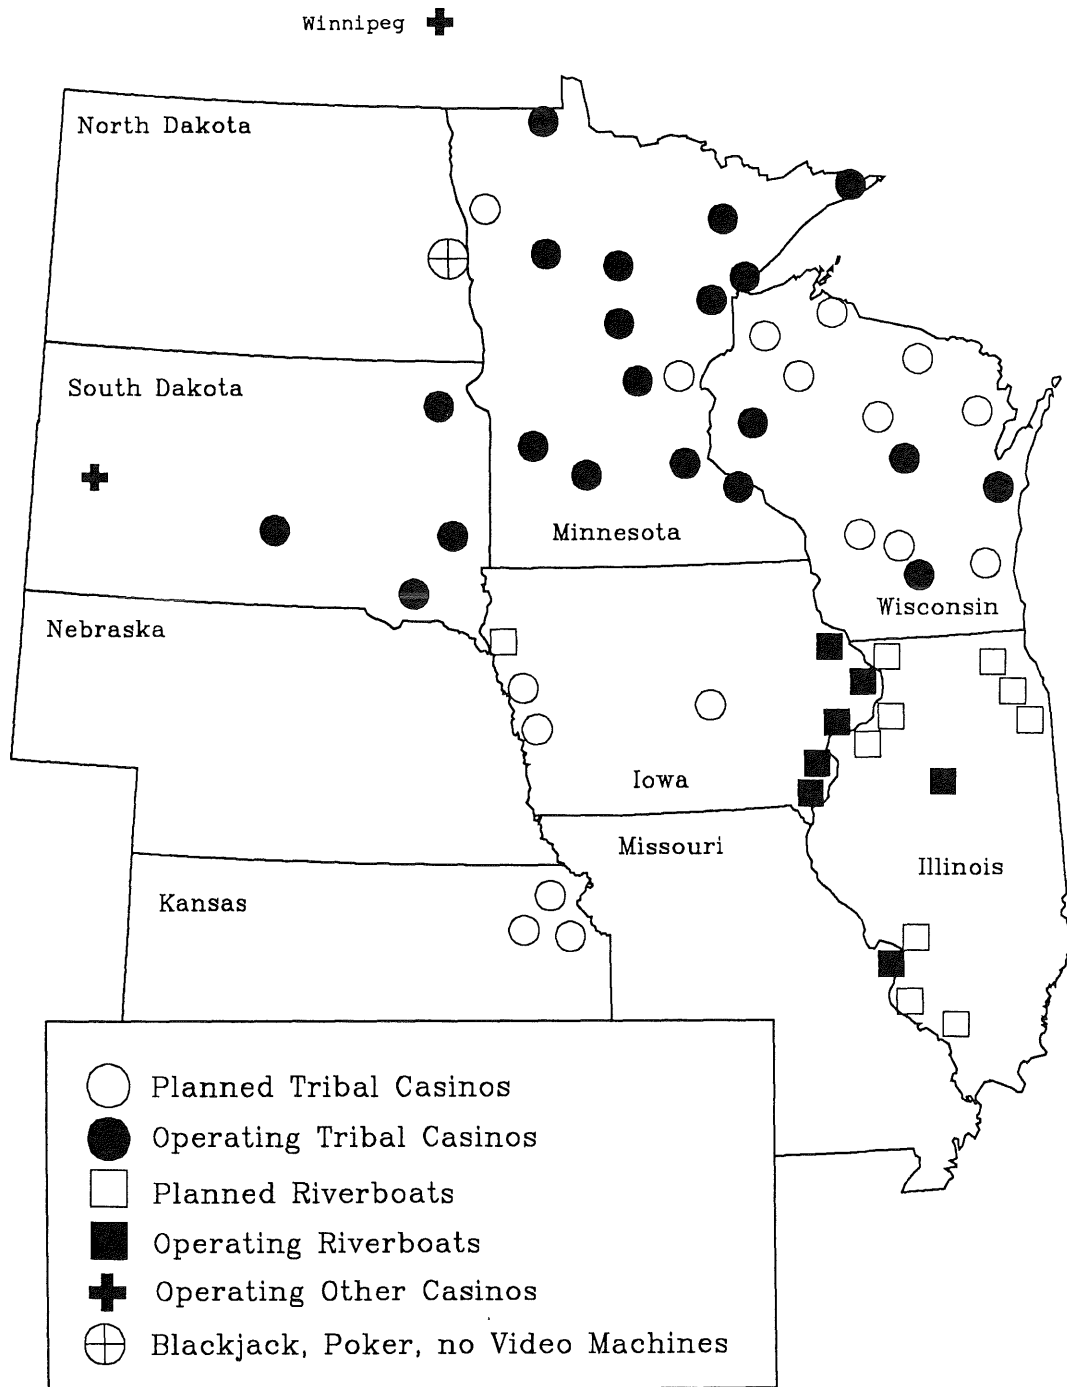 Winnipeg
North Dakota
South Dakota
Minnesota
Wisconsin
Nebraska
Iowa
Missouri
Illinois
Kansas
Planned Tribal Casinos
Operating Tribal Casinos
Planned Riverboats
Operating Riverboats
Operating Other Casinos
Blackjack, Poker, no Video Machines